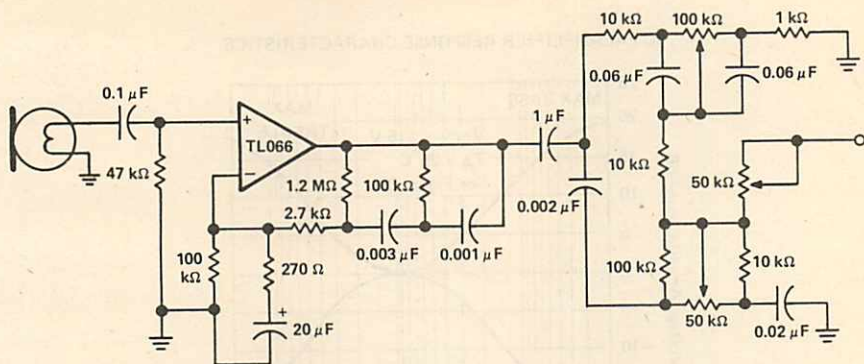 10 kΩ
100 kΩ
1 kΩ
0.06 μF
0.06 μF
0.1 μF
+
TL066
−
1 μF
47 kΩ
1.2 MΩ
100 kΩ
10 kΩ
50 kΩ
2.7 kΩ
0.002 μF
0.003 μF
0.001 μF
100
kΩ
270 Ω
100 kΩ
10 kΩ
+
20 μF
50 kΩ
0.02 μF